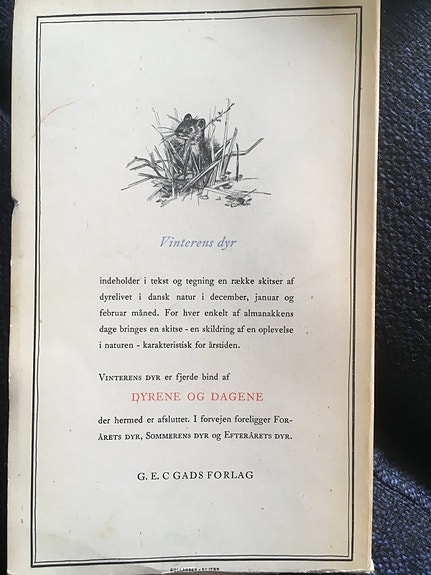 Vinterens dyr
indeholder i tekst og tegning en række skitser af
dyrelivet i dansk natur i december, januar og
februar måned. For hver enkelt af almanakkens
dage bringes en skitse - en skildring af en oplevelse
i naturen - karakteristisk for årstiden.
VINTERENS DYR er fjerde bind af
DYRENE OG DAGENE
der hermed er afsluttet. I forvejen foreligger FOR-
ÅRETS DYR, SOMMERENS DYR og EFTERÅRETS DYR.
G. E. C GADS FORLAG